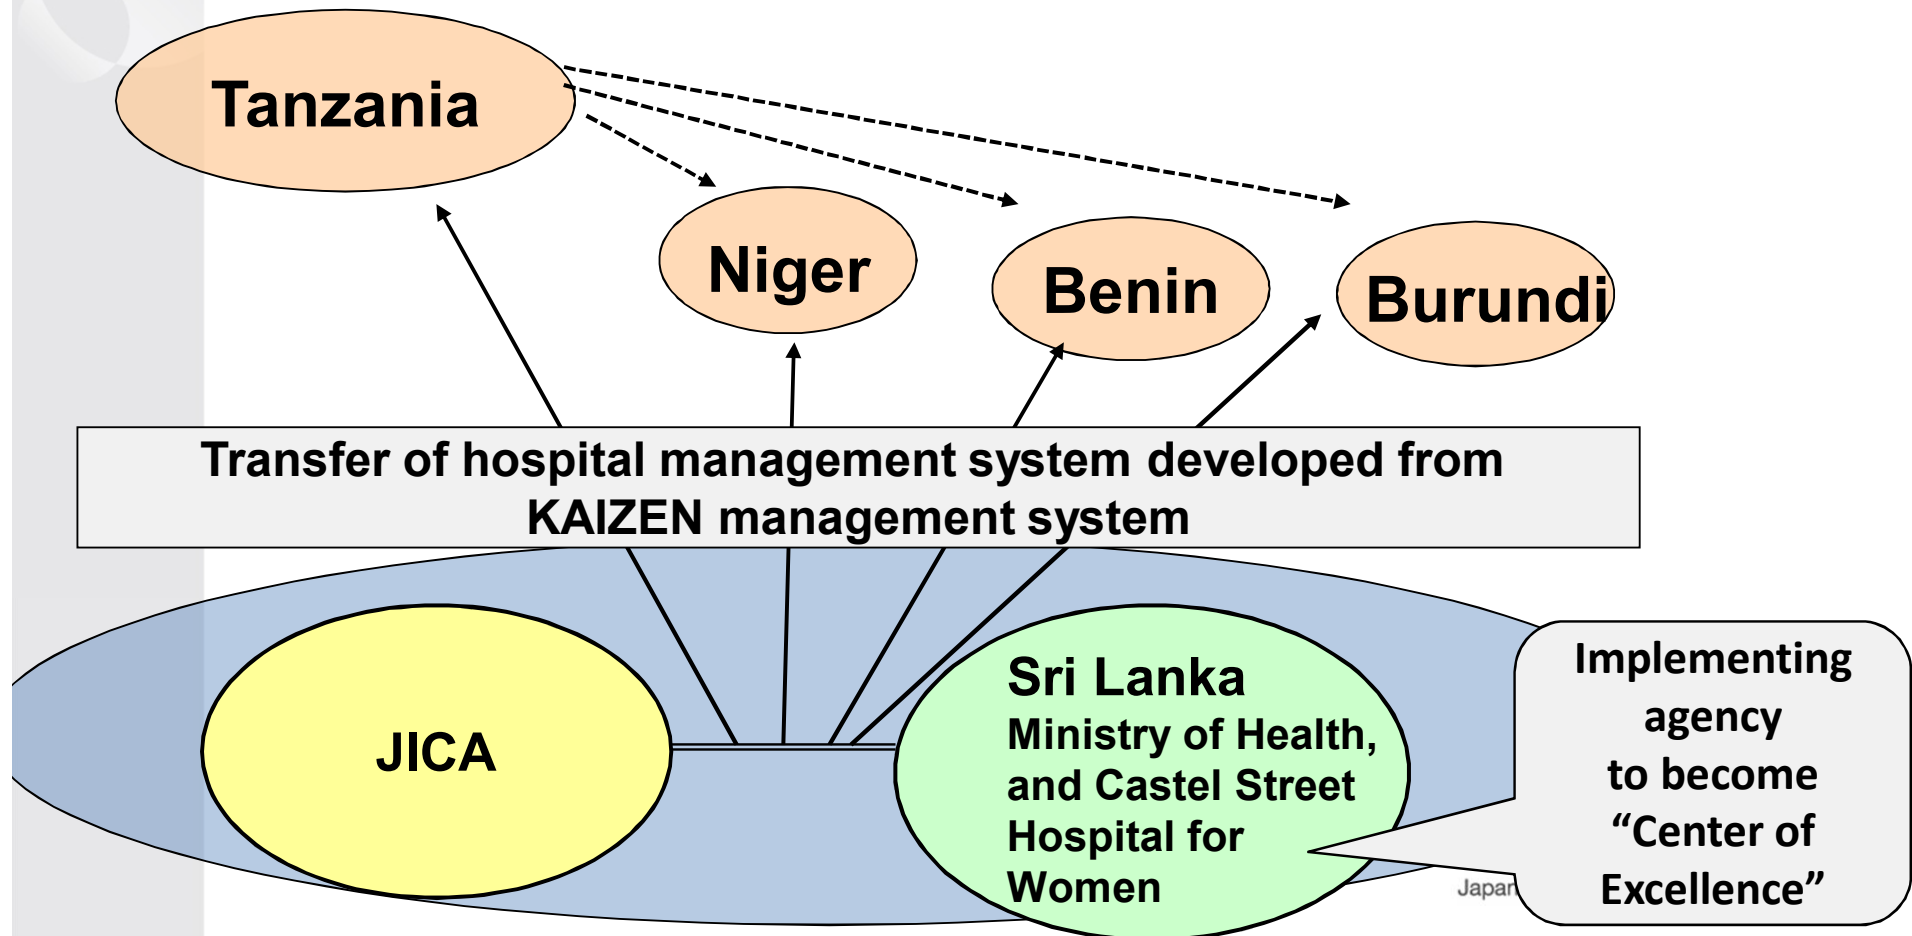 Tanzania
Niger
Benin
Burundi
Transfer of hospital management system developed from
KAIZEN management system
JICA
Sri Lanka
Ministry of Health,
and Castel Street
Hospital for
Women
Implementing
agency
to become
“Center of
Excellence”
Japan